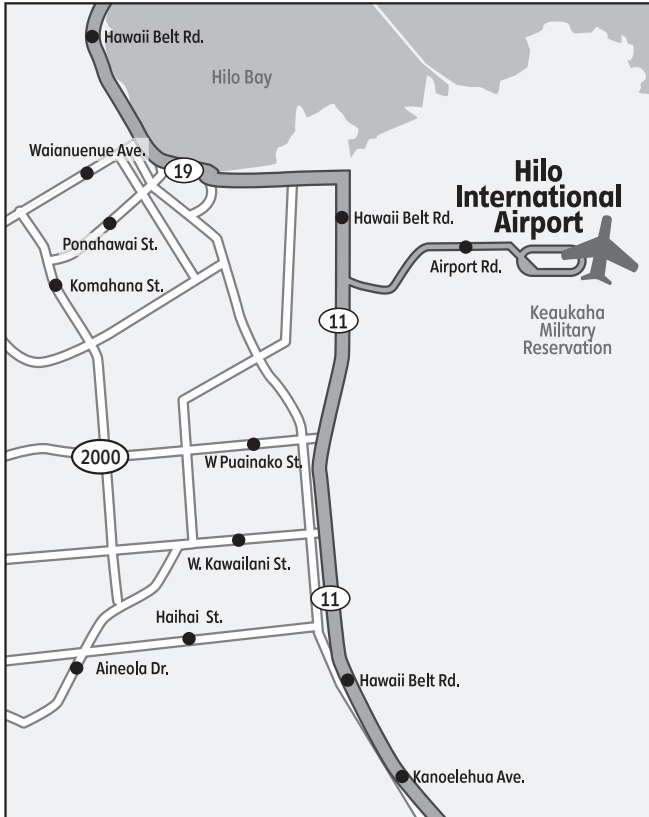 Hawaii Belt Rd.
Hilo Bay
Waianuenue Ave.
19
Hilo
International
Airport
Hawaii Belt Rd.
Ponahawai St.
Airport Rd.
Komahana St.
Keaukaha
Military
Reservation
11
2000
W Puainako St.
W. Kawailani St.
11
Haihai St.
Aineola Dr.
Hawaii Belt Rd.
Kanoelehua Ave.